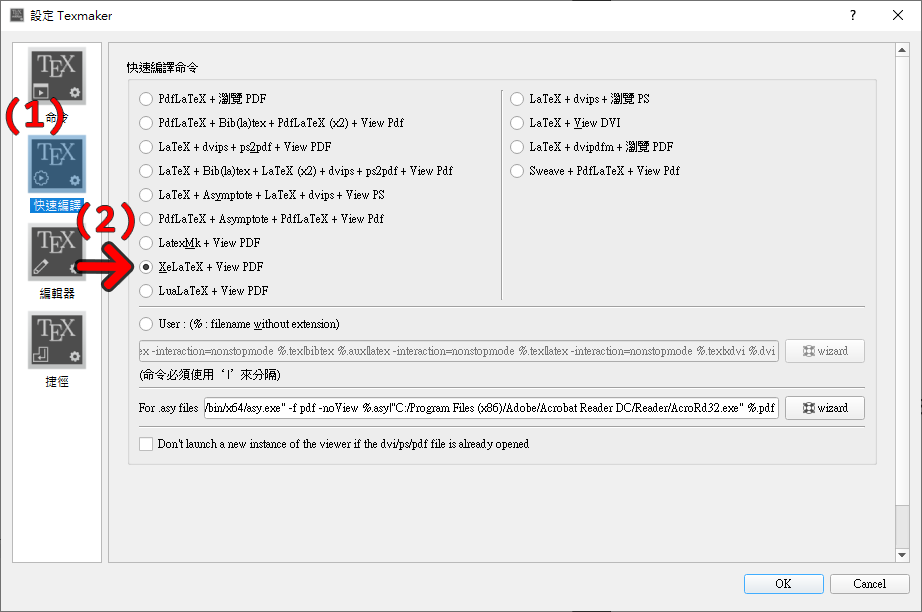 設定 Texmaker
?
TEX
命令
(1)
TEX
快速編譯
(2)
TEX
編輯器
TEX
捷徑
快速編譯命令
PdfLaTeX + 瀏覽 PDF
PdfLaTeX + Bib(la)tex + PdfLaTeX (x2) + View Pdf
LaTeX + dvips + ps2pdf + View PDF
LaTeX + Bib(la)tex + LaTeX (x2) + dvips + ps2pdf + View Pdf
LaTeX + Asymptote + LaTeX + dvips + View PS
PdfLaTeX + Asymptote + PdfLaTeX + View Pdf
LatexMk + View PDF
XeLaTeX + View PDF
LuaLaTeX + View PDF
LaTeX + dvips + 瀏覽 PS
LaTeX + View DVI
LaTeX + dvipdfm + 瀏覽 PDF
Sweave + PdfLaTeX + View Pdf
User : (% : filename without extension)
ex -interaction=nonstopmode %.tex|bibtex %.aux|latex -interaction=nonstopmode %.tex|latex -interaction=nonstopmode %.tex|xdvi %.dvi
wizard
(命令必須使用‘|’來分隔)
For .asy files
/bin/x64/asy.exe" -f pdf -noView %.asy|"C:/Program Files (x86)/Adobe/Acrobat Reader DC/Reader/AcroRd32.exe" %.pdf
wizard
Don't launch a new instance of the viewer if the dvi/ps/pdf file is already opened
OK
Cancel